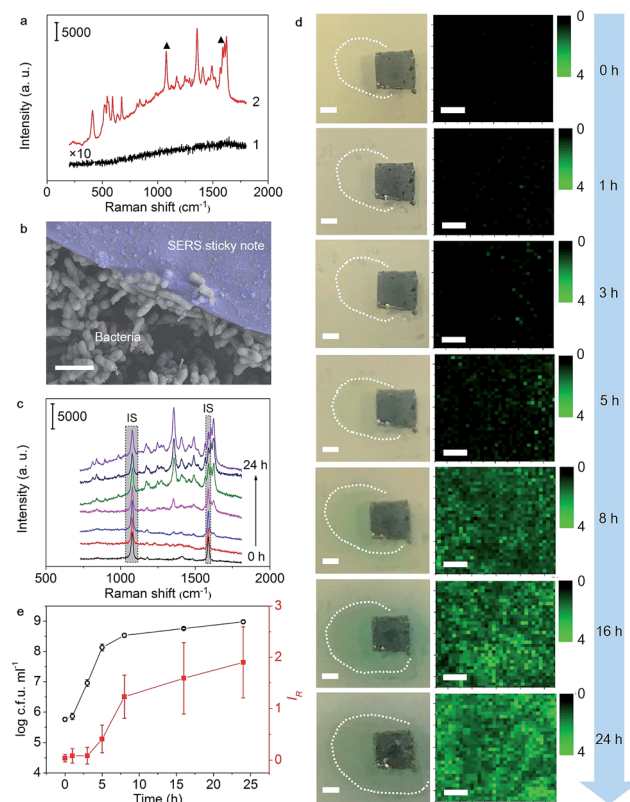 a
5000
Intensity (a. u.)
2
×10
1
0 500 1000 1500 2000
Raman shift (cm⁻¹)
b
SERS sticky note
Bacteria
c
5000
IS
IS
Intensity (a. u.)
24 h
0 h
500 1000 1500 2000
Raman shift (cm⁻¹)
e
log c.f.u. ml⁻¹
9
8
7
6
5
4
3
2
1
0
I_R
0 5 10 15 20 25
Time (h)
d
0
4
0 h
0
4
1 h
0
4
3 h
0
4
5 h
0
4
8 h
0
4
16 h
0
4
24 h